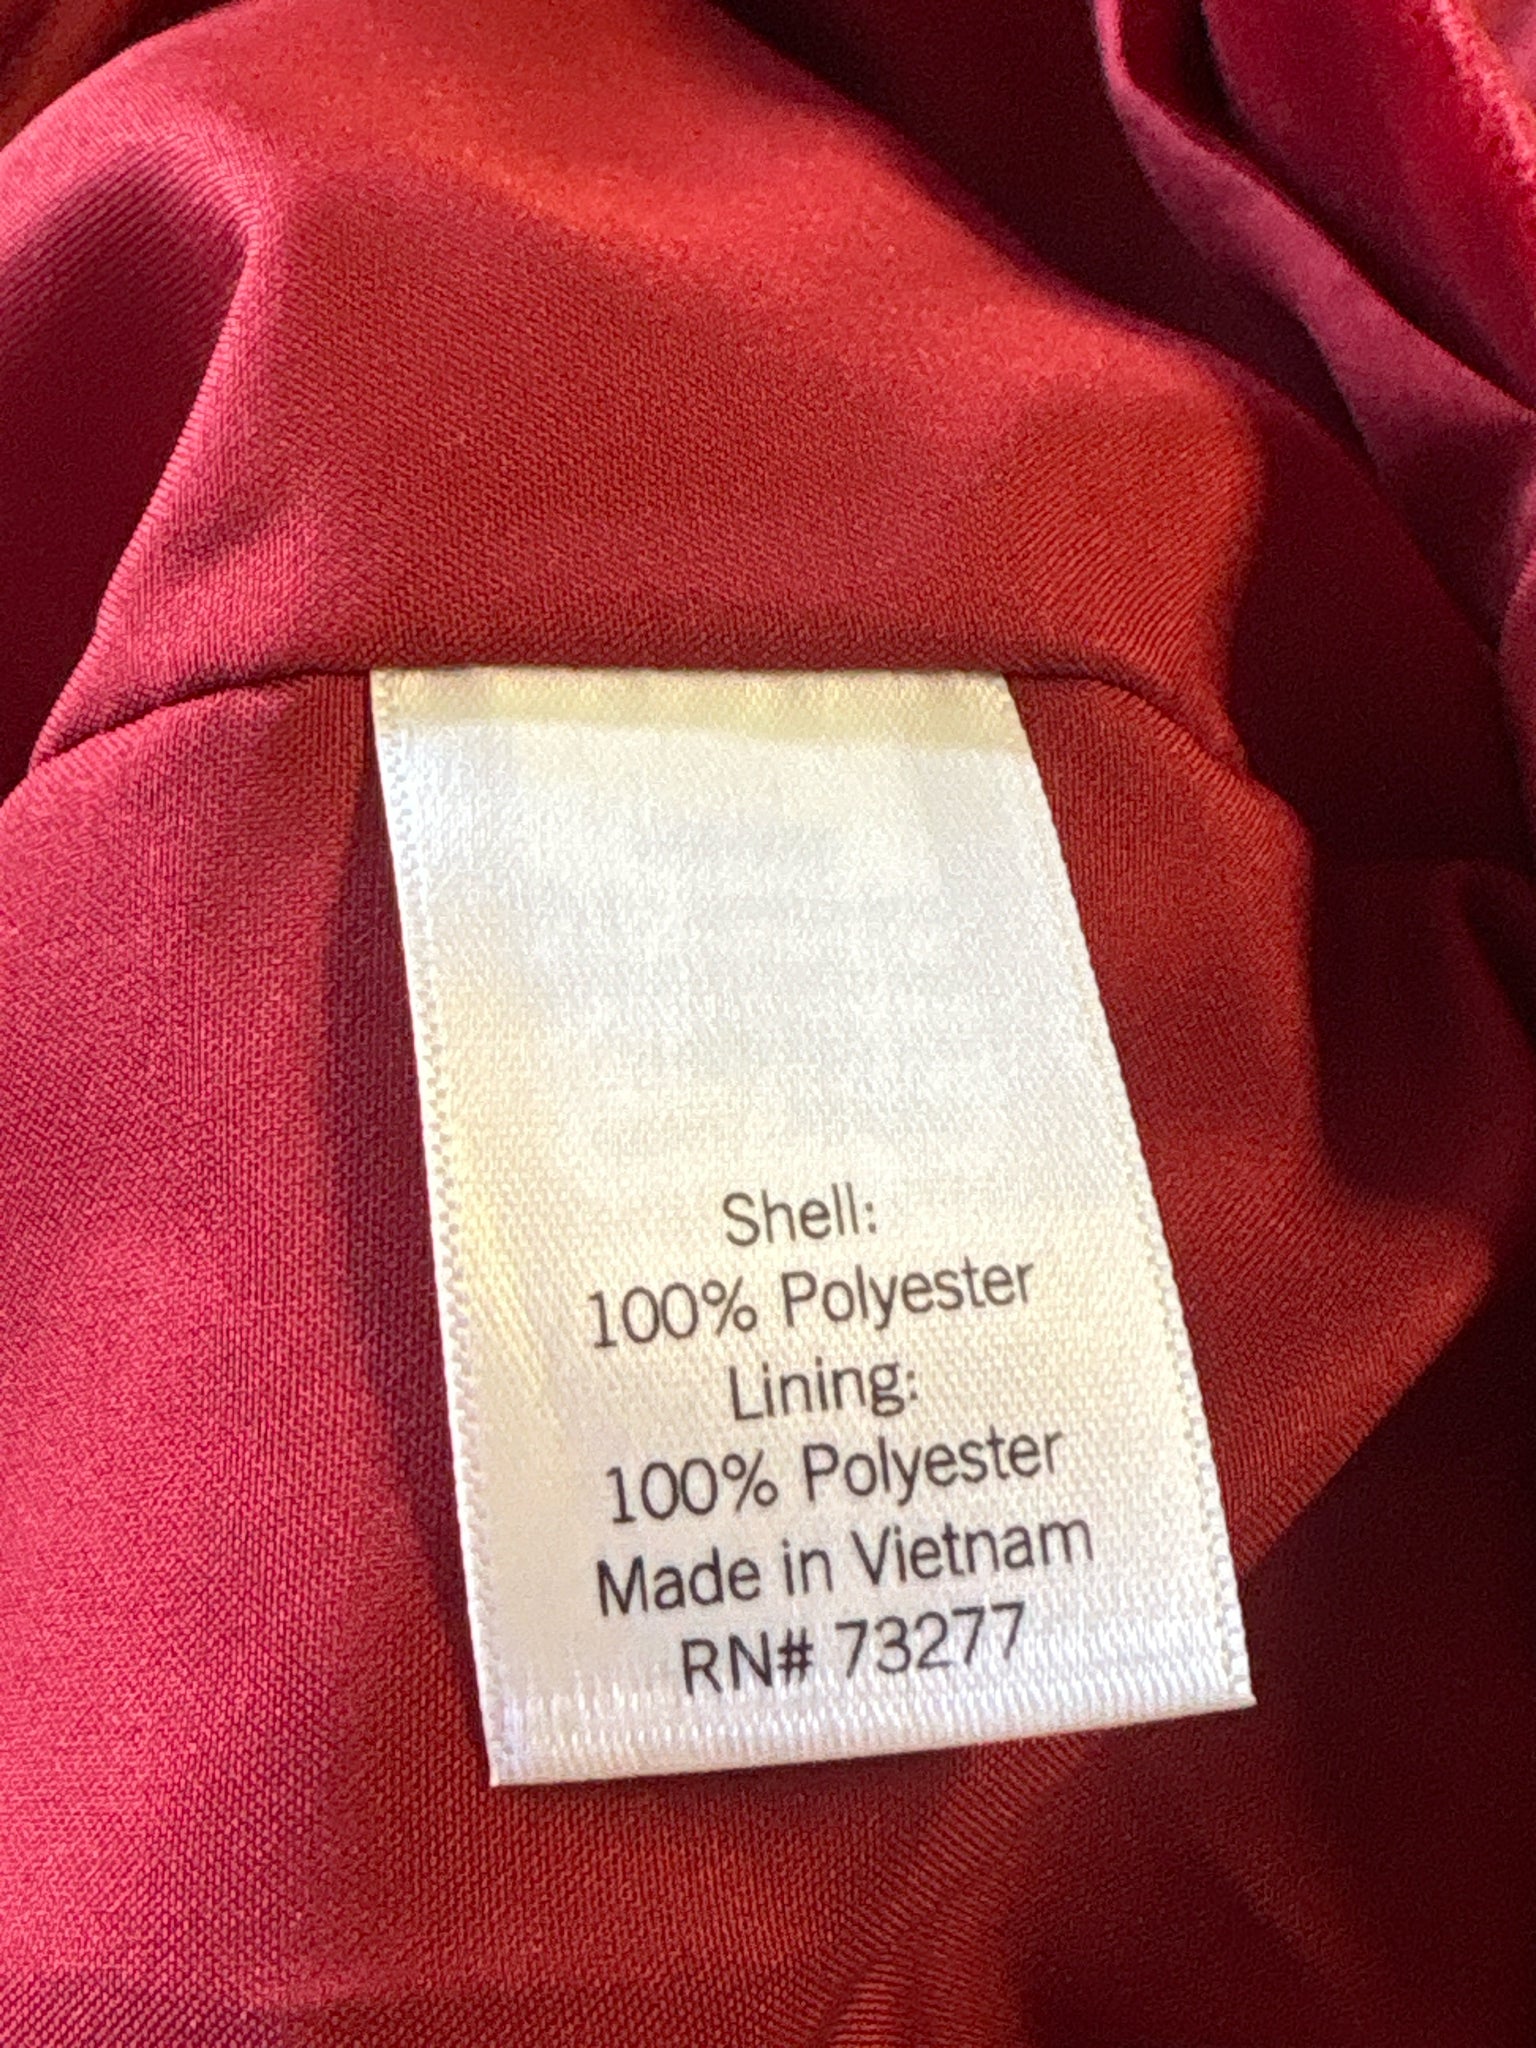 Shell:
100% Polyester
Lining:
100% Polyester
Made in Vietnam
RN# 73277